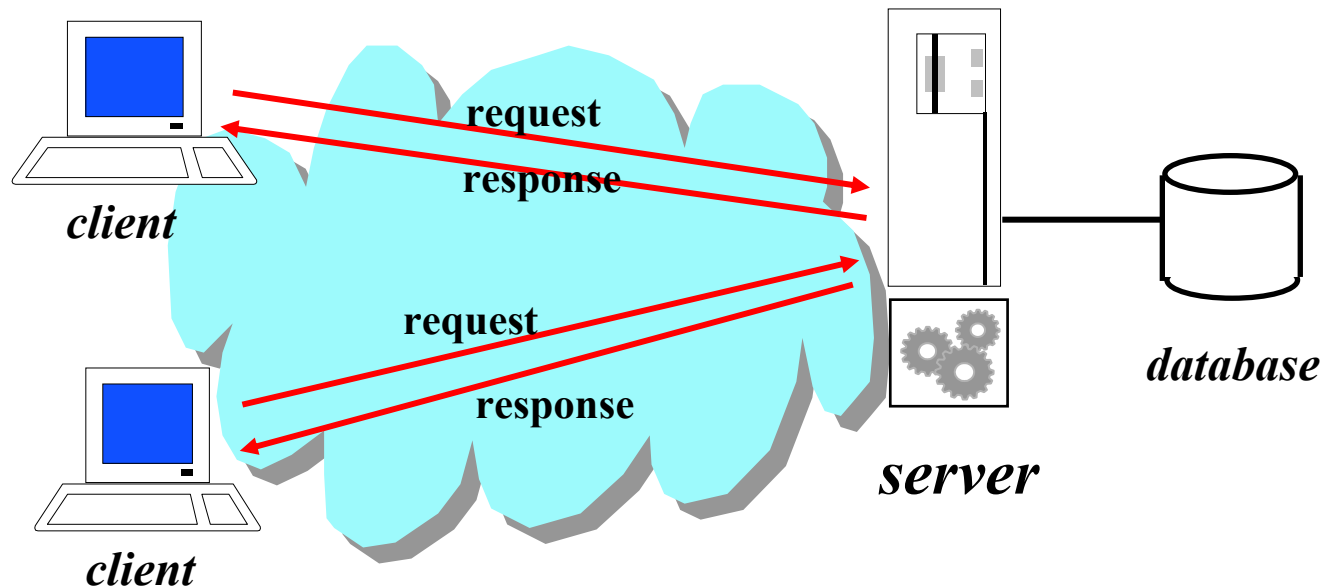 request
response
client
request
response
database
server
client